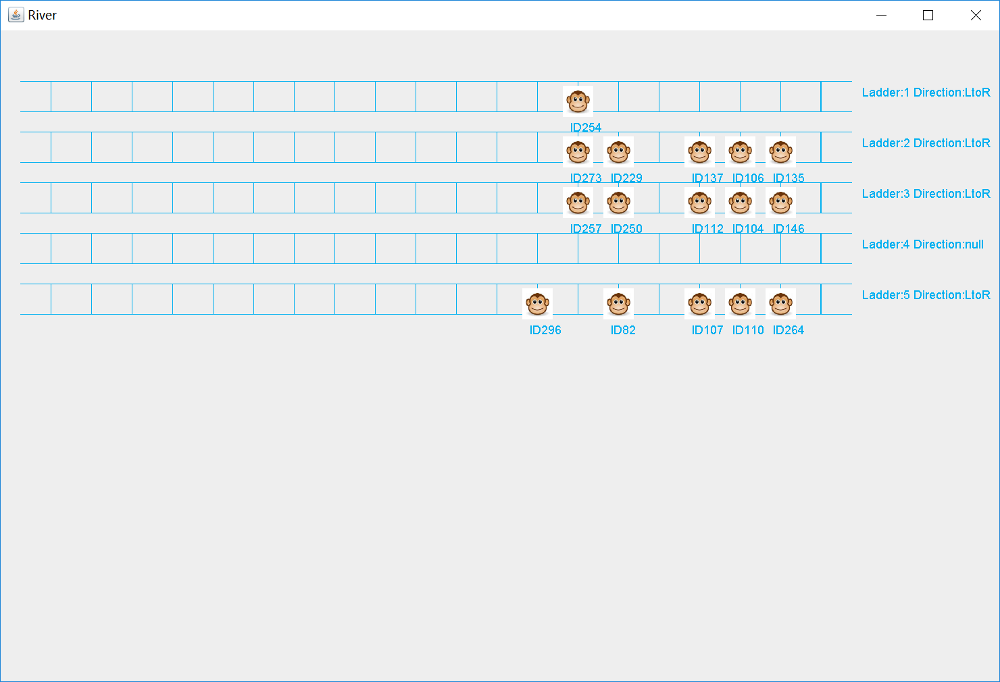 River
Ladder:1 Direction:LtoR
ID254
Ladder:2 Direction:LtoR
ID273 ID229 ID137 ID106 ID135
Ladder:3 Direction:LtoR
ID257 ID250 ID112 ID104 ID146
Ladder:4 Direction:null
Ladder:5 Direction:LtoR
ID296 ID82 ID107 ID110 ID264